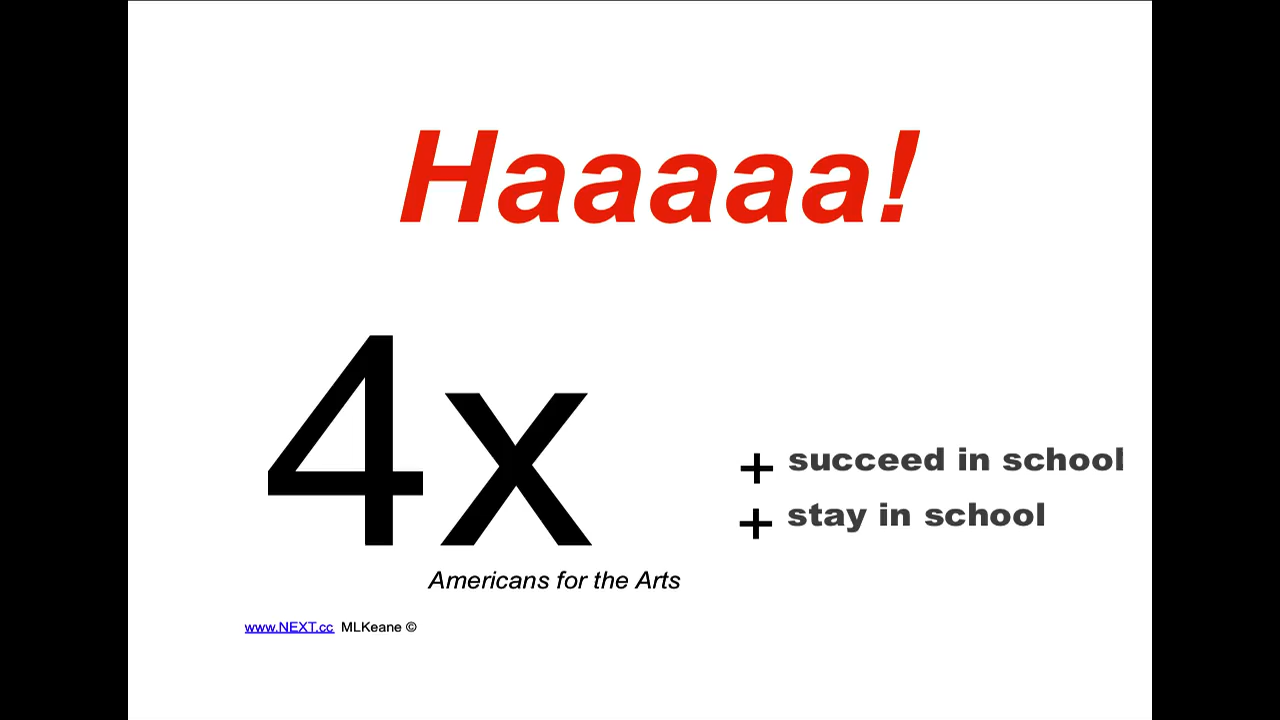 Haaaaa!
4x
+ succeed in school
+ stay in school
Americans for the Arts
www.NEXT.cc MLKeane ©